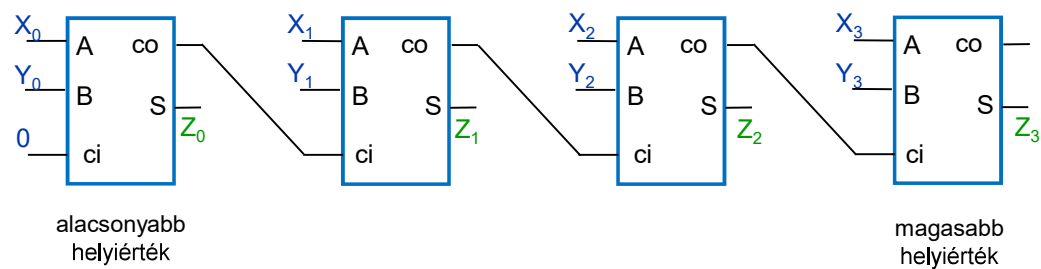 X0 A co X1 A co X2 A co X3 A co
Y0 B Y1 B Y2 B Y3 B
S S S S
Z0 Z1 Z2 Z3
0 ci ci ci ci
alacsonyabb
helyiérték
magasabb
helyiérték